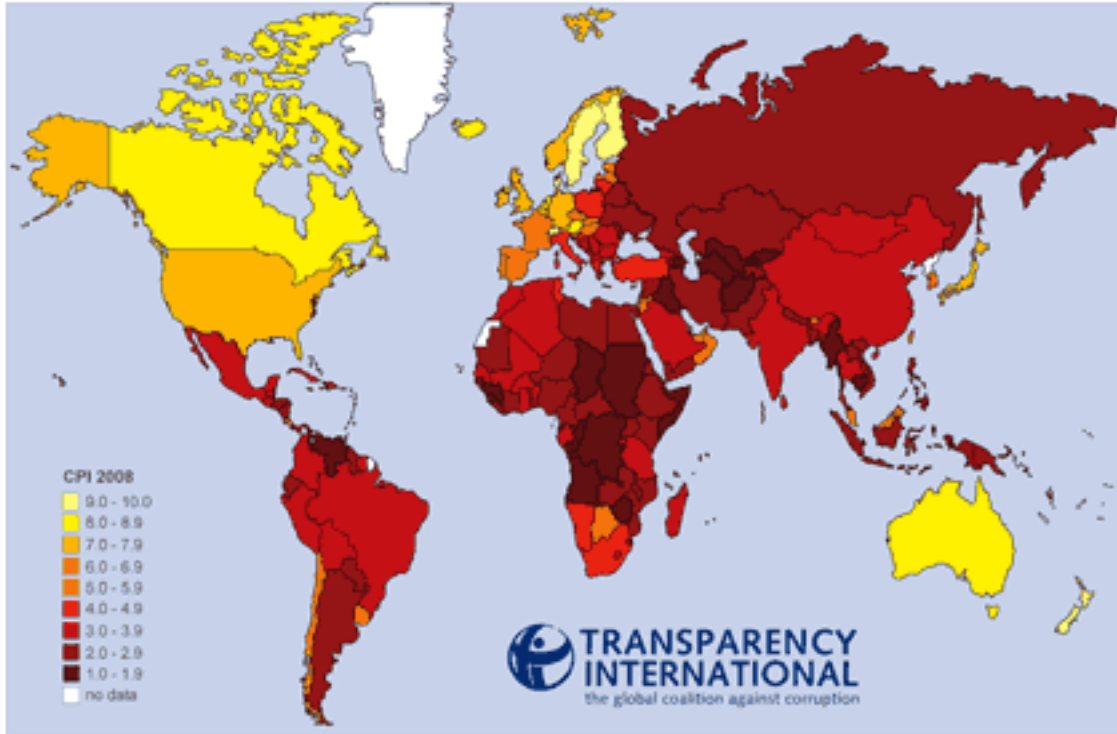 CPI 2008
9.0 - 10.0
8.0 - 8.9
7.0 - 7.9
6.0 - 6.9
5.0 - 5.9
4.0 - 4.9
3.0 - 3.9
2.0 - 2.9
1.0 - 1.9
no data
TRANSPARENCY
INTERNATIONAL
the global coalition against corruption